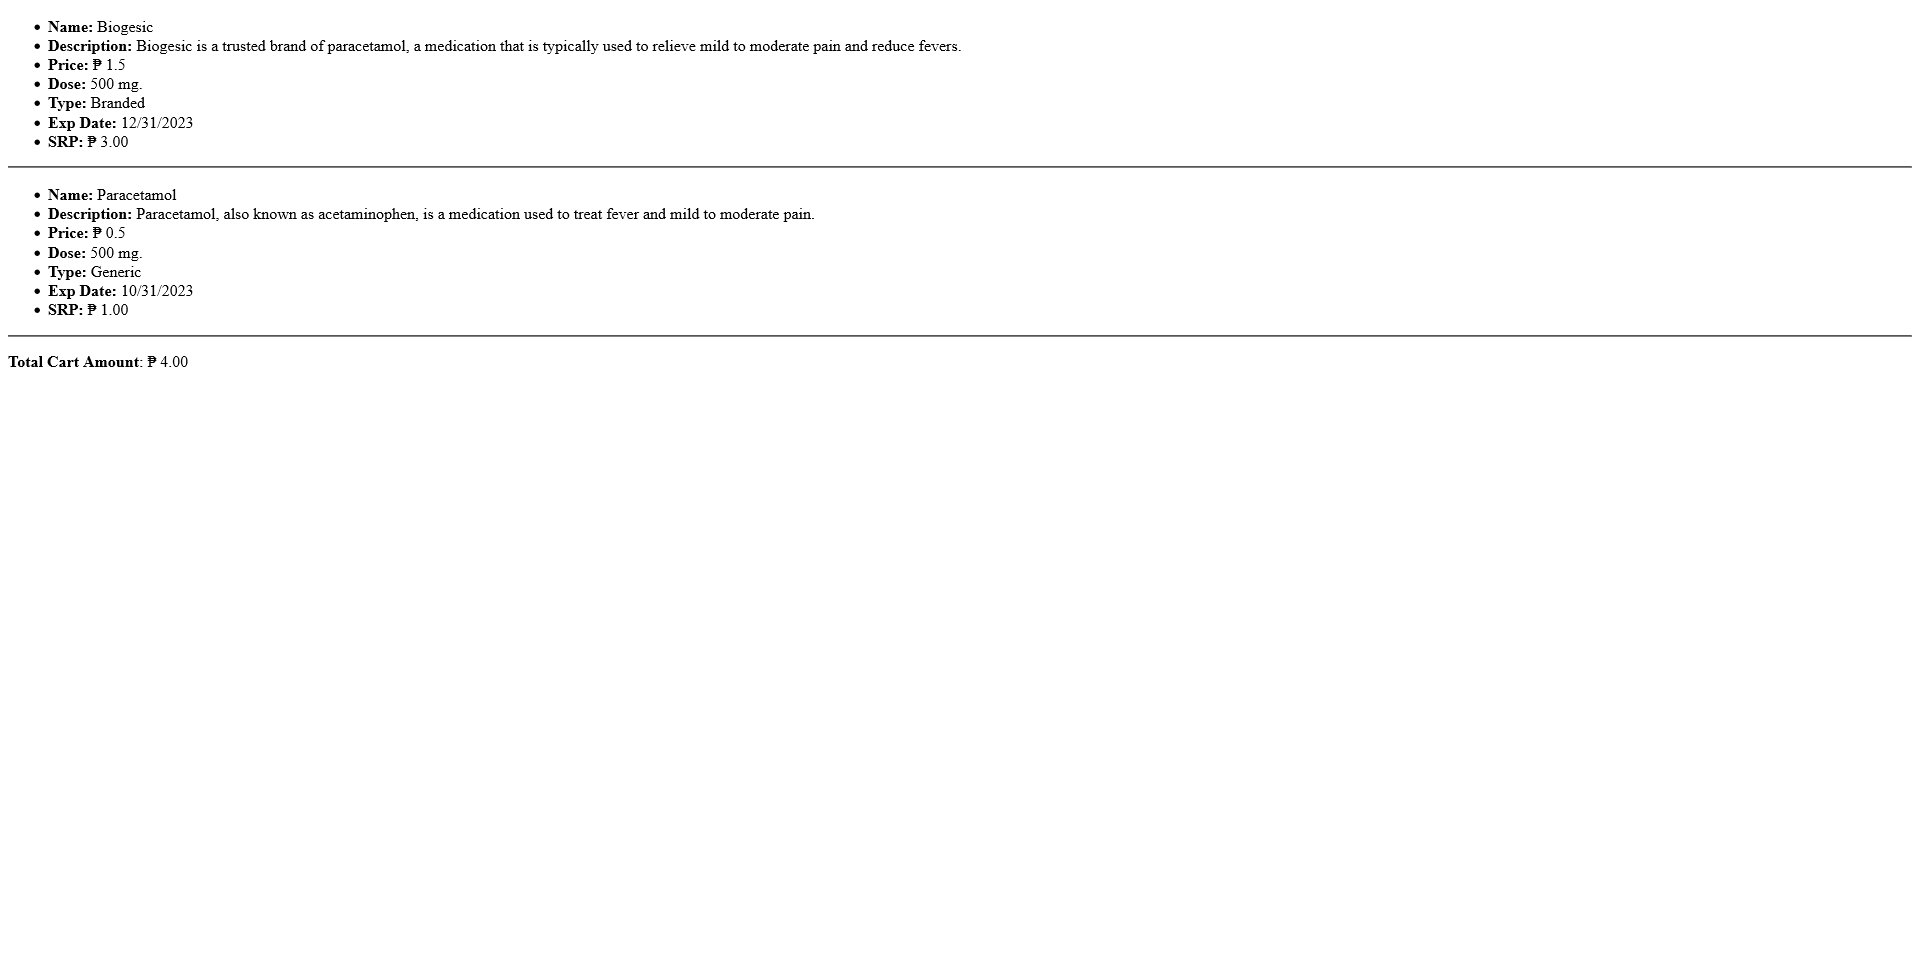 • Name: Biogesic
• Description: Biogesic is a trusted brand of paracetamol, a medication that is typically used to relieve mild to moderate pain and reduce fevers.
• Price: ₱ 1.5
• Dose: 500 mg.
• Type: Branded
• Exp Date: 12/31/2023
• SRP: ₱ 3.00
• Name: Paracetamol
• Description: Paracetamol, also known as acetaminophen, is a medication used to treat fever and mild to moderate pain.
• Price: ₱ 0.5
• Dose: 500 mg.
• Type: Generic
• Exp Date: 10/31/2023
• SRP: ₱ 1.00
Total Cart Amount: ₱ 4.00